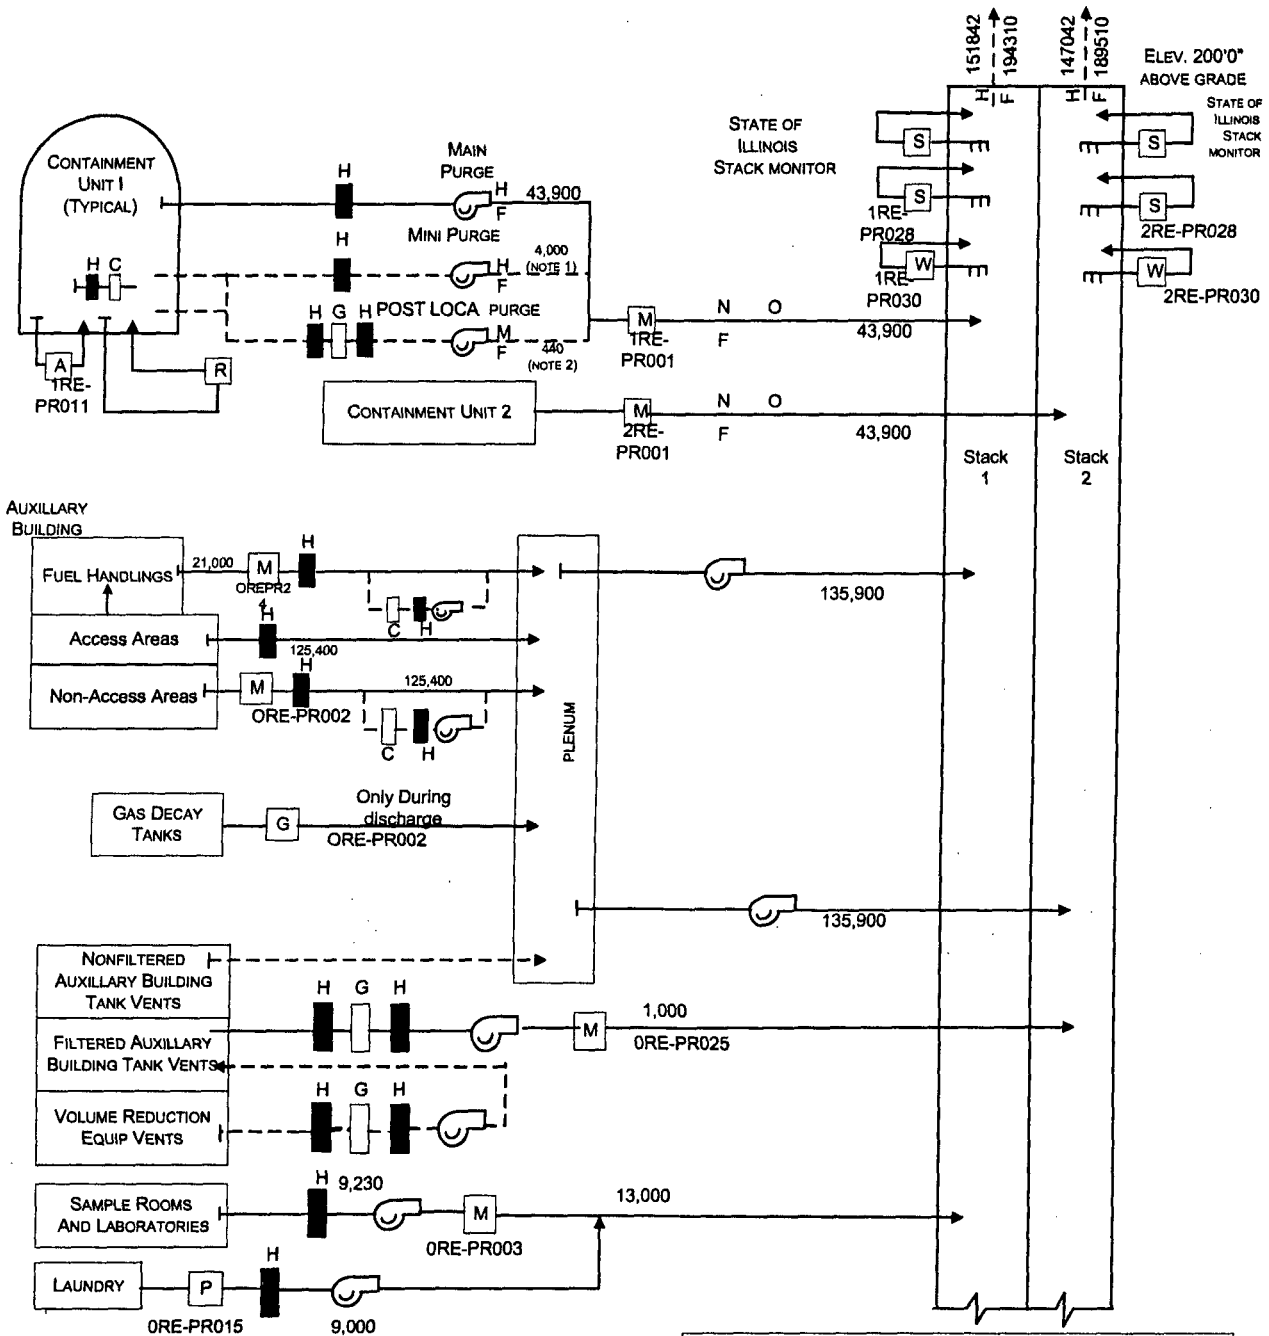 151842
H
F
194310
147042
H
F
189510
ELEV. 200'0"
ABOVE GRADE
STATE OF
ILLINOIS
STACK
MONITOR
STATE OF
ILLINOIS
STACK MONITOR
S
S
1RE-
PR028
W
1RE-
PR030
S
S
2RE-PR028
W
2RE-PR030
CONTAINMENT
UNIT I
(TYPICAL)
H
MAIN
PURGE
H
F
43,900
H
MINI PURGE
H
F
4,000
(NOTE 1)
H C
H G H
POST LOCA PURGE
M
F
440
(NOTE 2)
A
1RE-
PR011
R
M
1RE-
PR001
N O
F
43,900
CONTAINMENT UNIT 2
M
2RE-
PR001
N O
F
43,900
Stack
1
Stack
2
AUXILLARY
BUILDING
FUEL HANDLINGS
21,000
M
OREPR2
4
H
C H
Access Areas
H
125,400
Non-Access Areas
M
ORE-PR002
H
125,400
C H
PLENUM
135,900
GAS DECAY
TANKS
G
Only During
discharge
ORE-PR002
135,900
NONFILTERED
AUXILLARY BUILDING
TANK VENTS
FILTERED AUXILLARY
BUILDING TANK VENTS
H G H
M
1,000
0RE-PR025
VOLUME REDUCTION
EQUIP VENTS
H G H
SAMPLE ROOMS
AND LABORATORIES
H
9,230
M
0RE-PR003
13,000
LAUNDRY
P
0RE-PR015
H
9,000